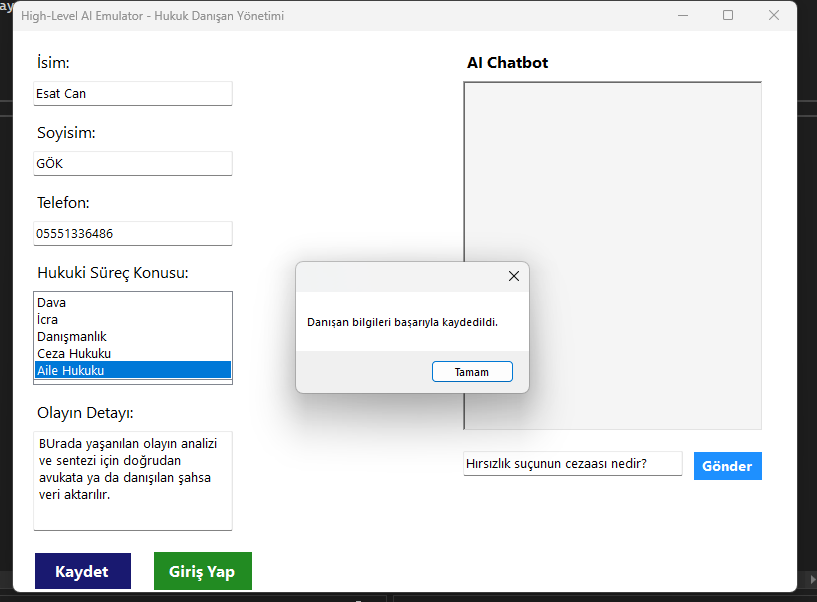 ay
High-Level AI Emulator - Hukuk Danışan Yönetimi
İsim:
Esat Can
Soyisim:
GÖK
Telefon:
05551336486
Hukuki Süreç Konusu:
Dava
İcra
Danışmanlık
Ceza Hukuku
Aile Hukuku
Olayın Detayı:
BUrada yaşanılan olayın analizi
ve sentezi için doğrudan
avukata ya da danışılan şahsa
veri aktarılır.
Kaydet
Giriş Yap
AI Chatbot
Danışan bilgileri başarıyla kaydedildi.
Tamam
Hırsızlık suçunun cezaası nedir?
Gönder